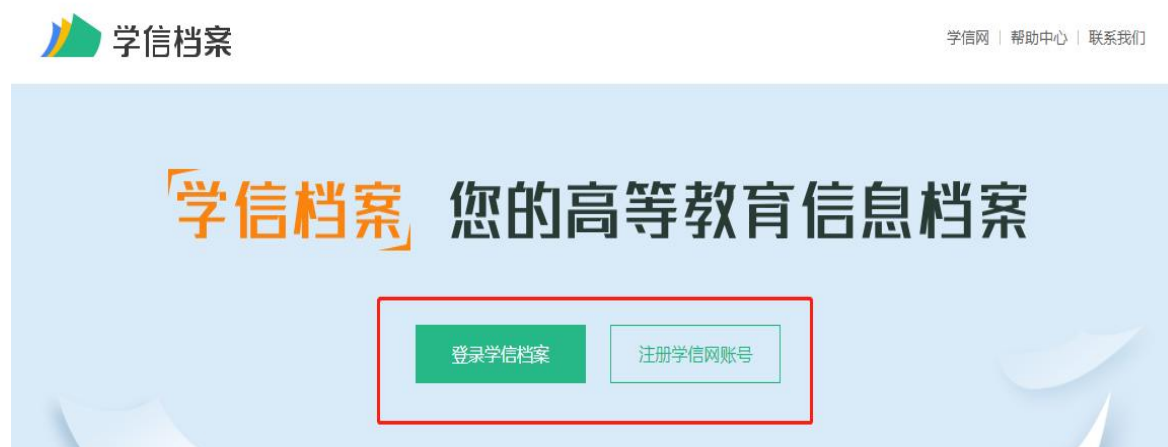 学信档案
学信网 | 帮助中心 | 联系我们
「学信档案」 您的高等教育信息档案
登录学信档案
注册学信网账号